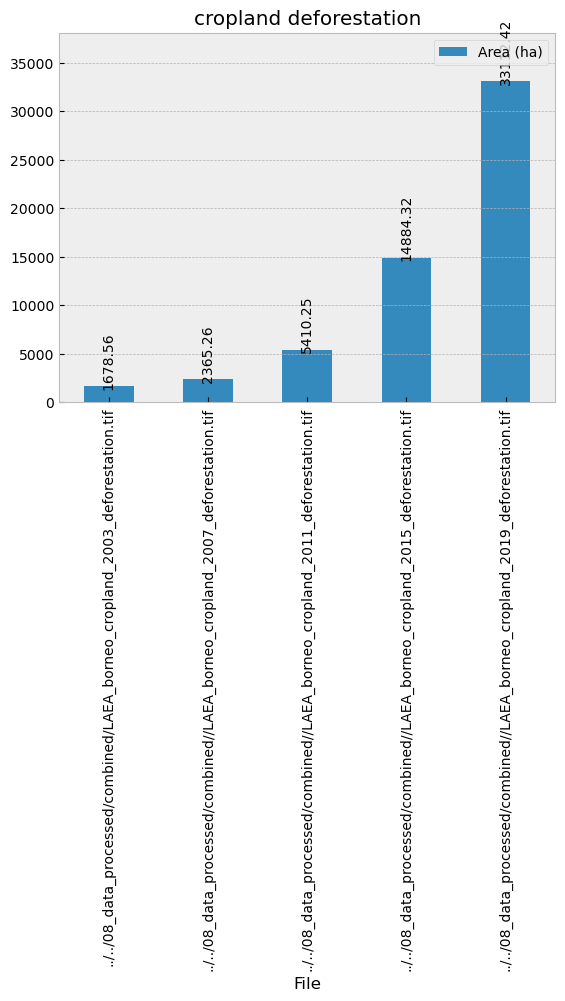 cropland deforestation
Area (ha)
35000
30000
25000
20000
15000
10000
5000
0
1678.56
2365.26
5410.25
14884.32
../../08_data_processed/combined/LAEA_borneo_cropland_2003_deforestation.tif
../../08_data_processed/combined//LAEA_borneo_cropland_2007_deforestation.tif
../../08_data_processed/combined//LAEA_borneo_cropland_2011_deforestation.tif
../../08_data_processed/combined//LAEA_borneo_cropland_2015_deforestation.tif
../../08_data_processed/combined//LAEA_borneo_cropland_2019_deforestation.tif
File